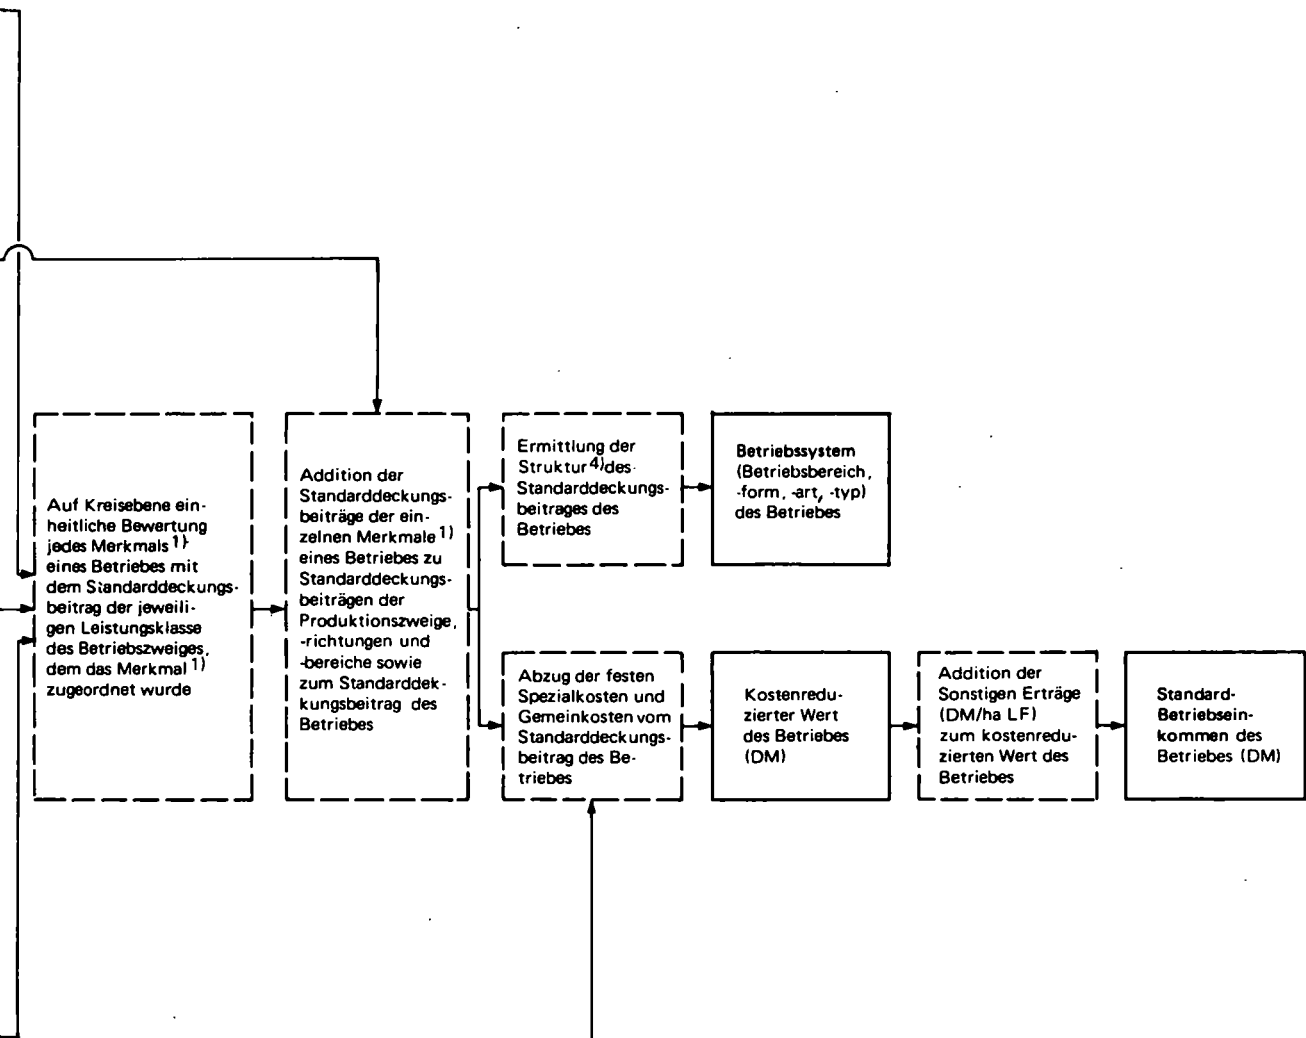 Auf Kreisebene ein-
heitliche Bewertung
jedes Merkmals 1)
eines Betriebes mit
dem Standarddeckungs-
beitrag der jeweili-
gen Leistungsklasse
des Betriebszweiges,
dem das Merkmal 1)
zugeordnet wurde
Addition der
Standarddeckungs-
beiträge der ein-
zelnen Merkmale 1)
eines Betriebes zu
Standarddeckungs-
beiträgen der
Produktionszweige,
-richtungen und
-bereiche sowie
zum Standarddek-
kungsbeitrag des
Betriebes
Ermittlung der
Struktur 4) des
Standarddeckungs-
beitrages des
Betriebes
Betriebssystem
(Betriebsbereich,
-form, -art, -typ)
des Betriebes
Abzug der festen
Spezialkosten und
Gemeinkosten vom
Standarddeckungs-
beitrag des Be-
triebes
Kostenredu-
zierter Wert
des Betriebes
(DM)
Addition der
Sonstigen Erträge
(DM/ha LF)
zum kostenredu-
zierten Wert des
Betriebes
Standard-
Betriebsein-
kommen des
Betriebes (DM)